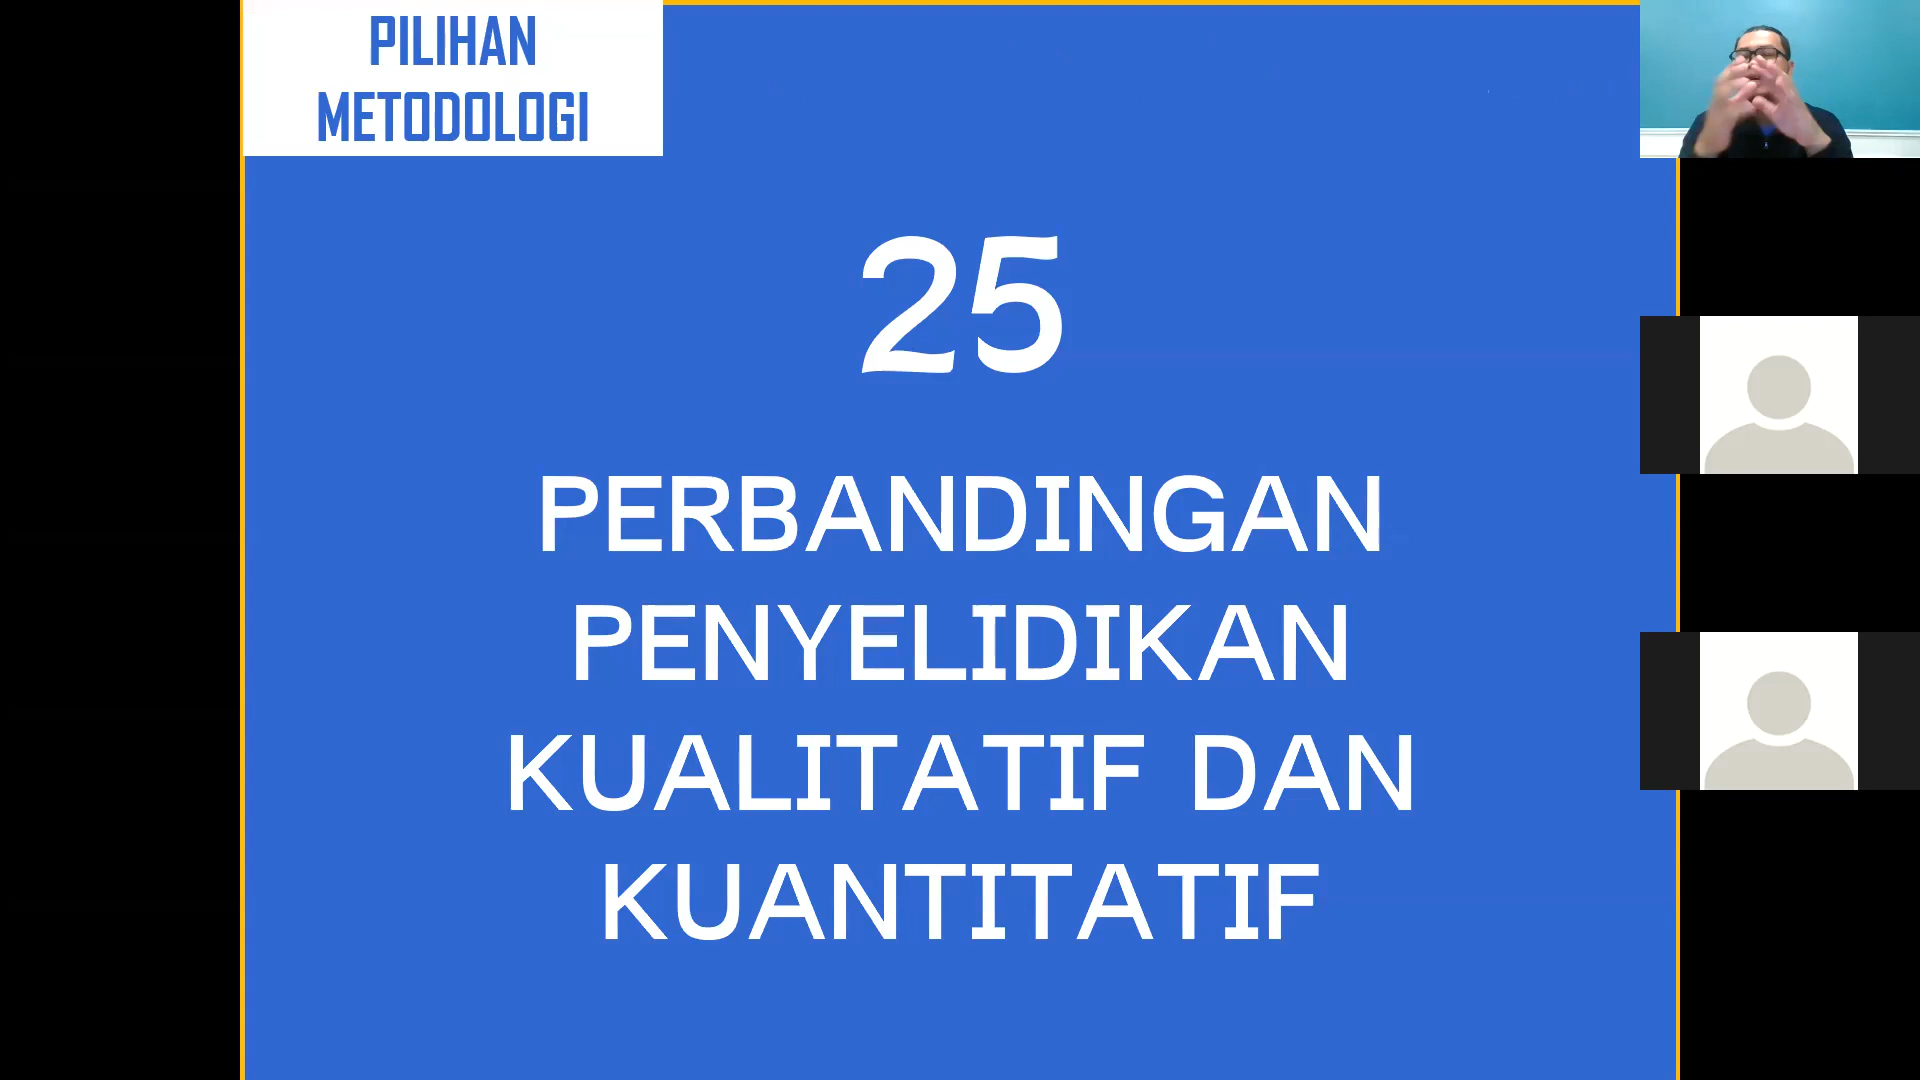 PILIHAN
METODOLOGI
25
PERBANDINGAN
PENYELIDIKAN
KUALITATIF DAN
KUANTITATIF